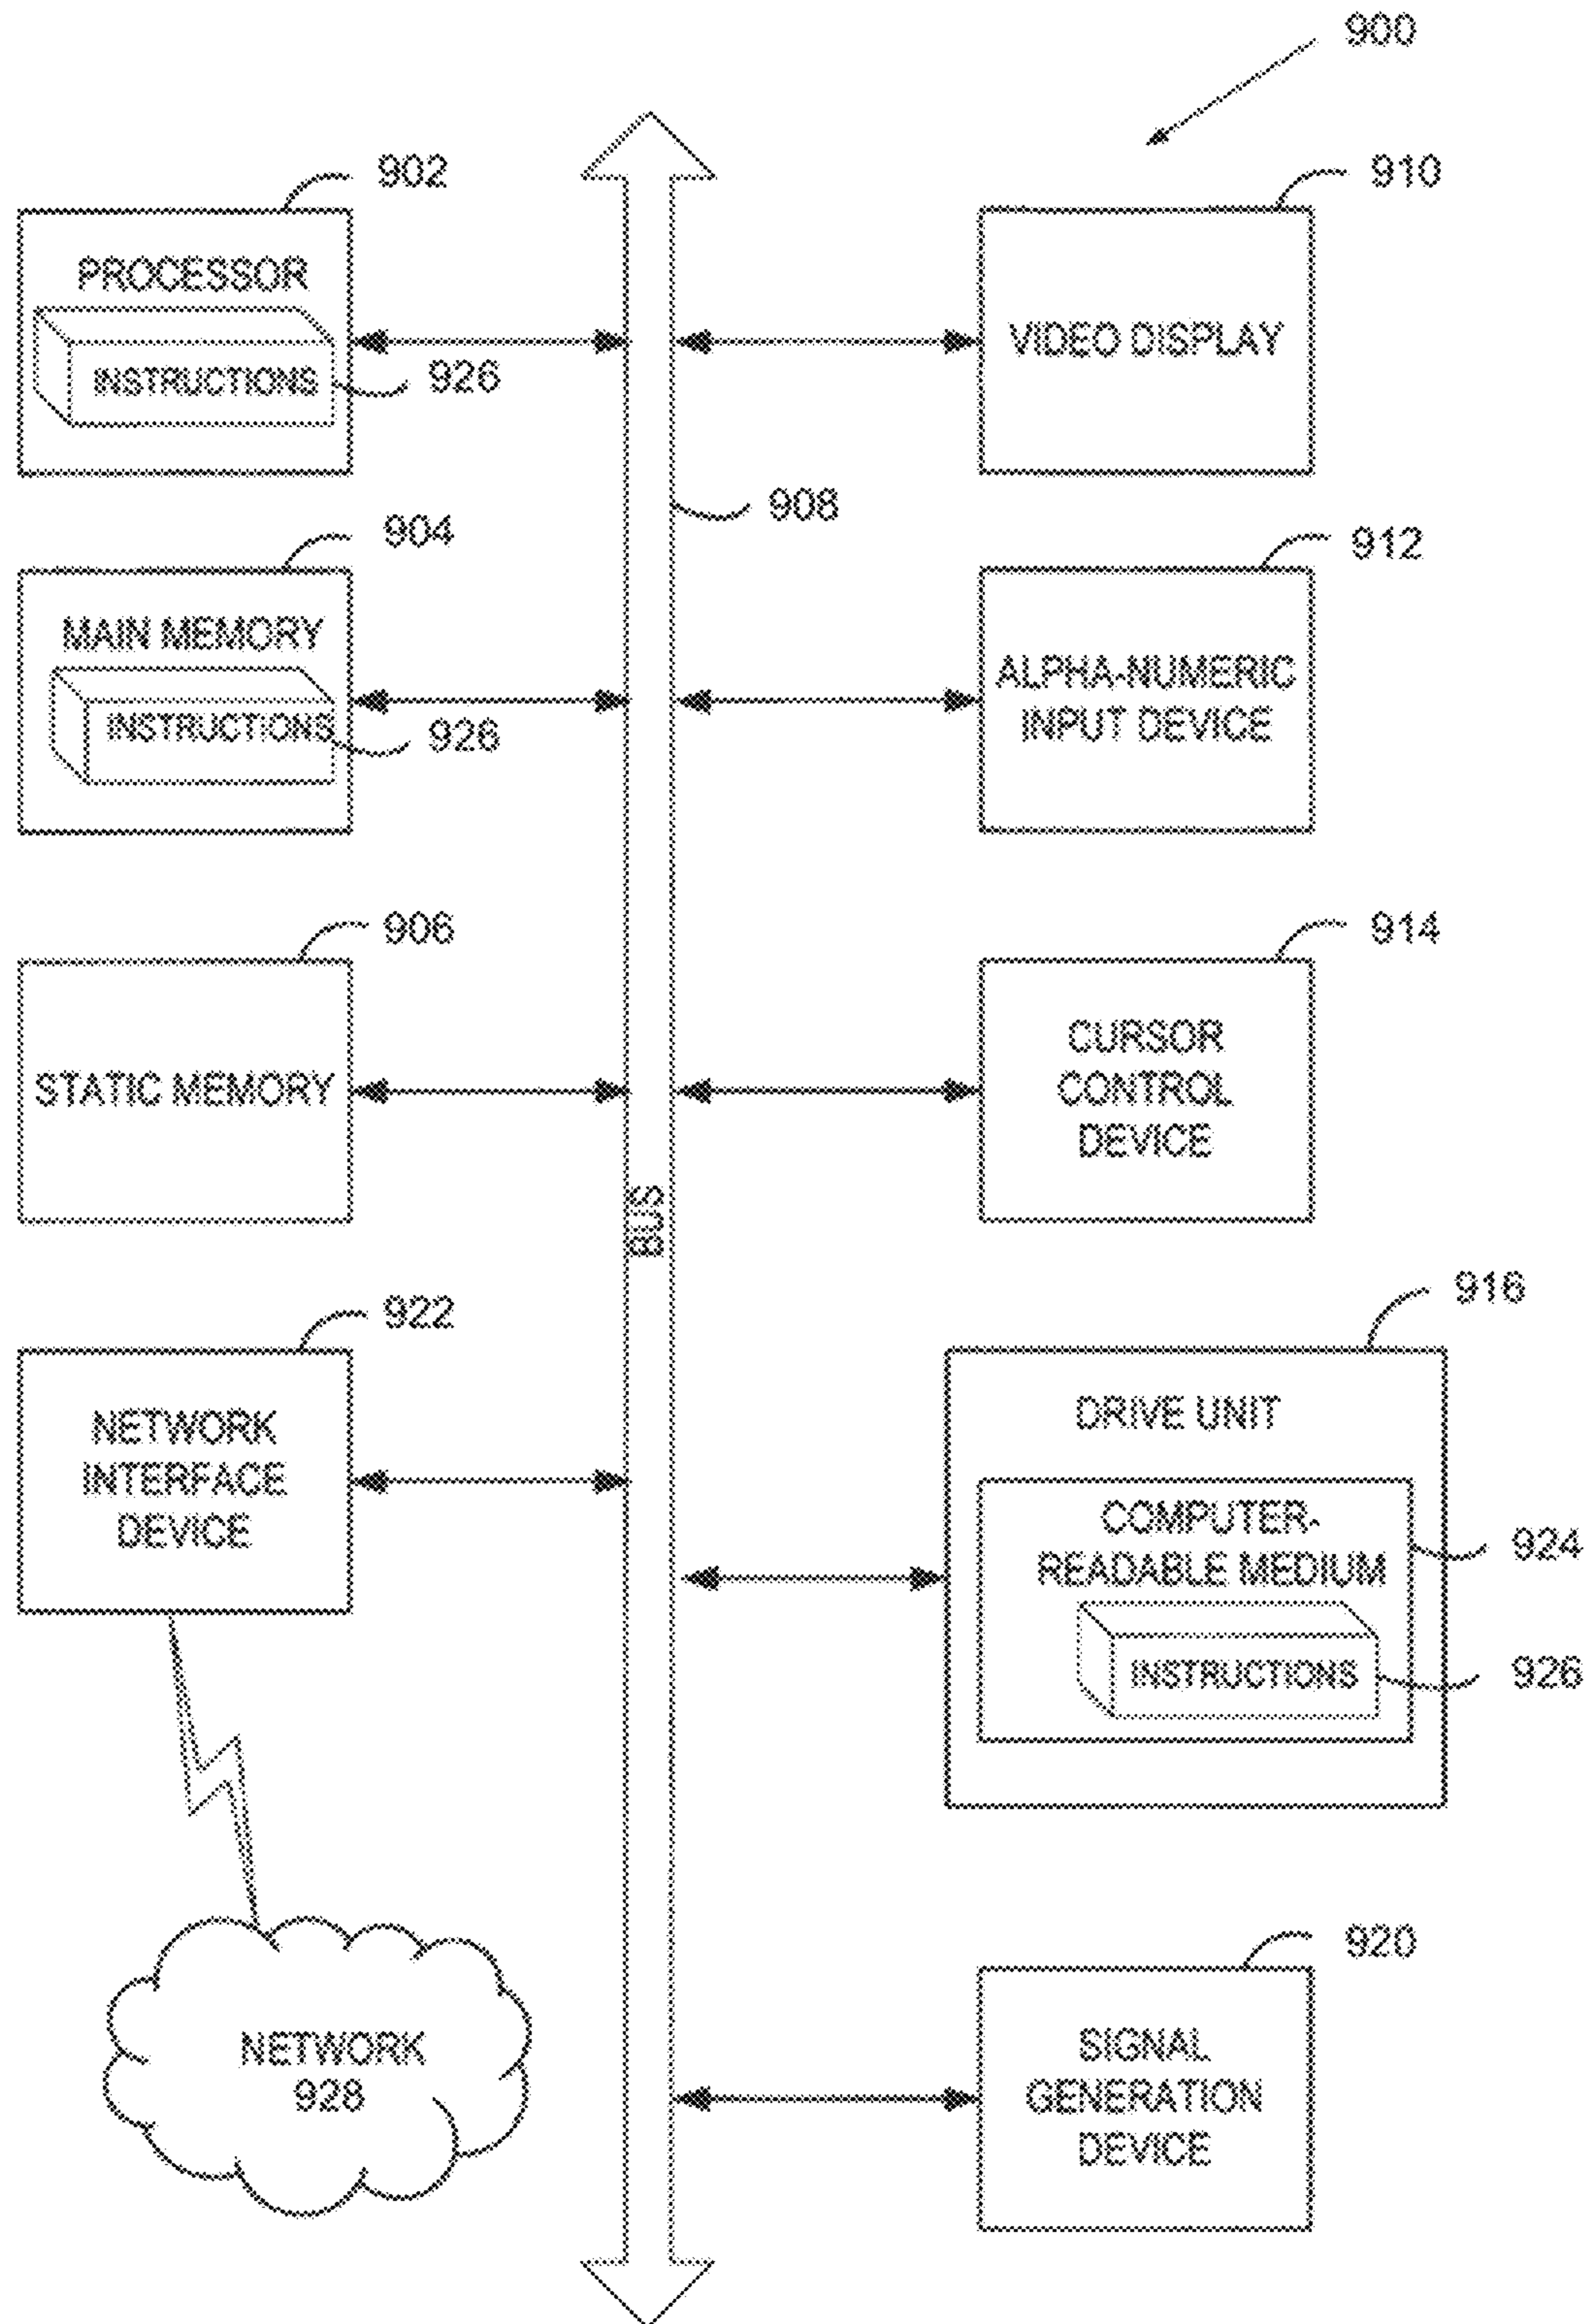 900
902
910
PROCESSOR
INSTRUCTIONS
926
VIDEO DISPLAY
908
904
912
MAIN MEMORY
INSTRUCTIONS
926
ALPHA-NUMERIC
INPUT DEVICE
906
914
STATIC MEMORY
CURSOR
CONTROL
DEVICE
BUS
922
916
NETWORK
INTERFACE
DEVICE
DRIVE UNIT
COMPUTER-
READABLE MEDIUM
924
INSTRUCTIONS
926
920
NETWORK
928
SIGNAL
GENERATION
DEVICE